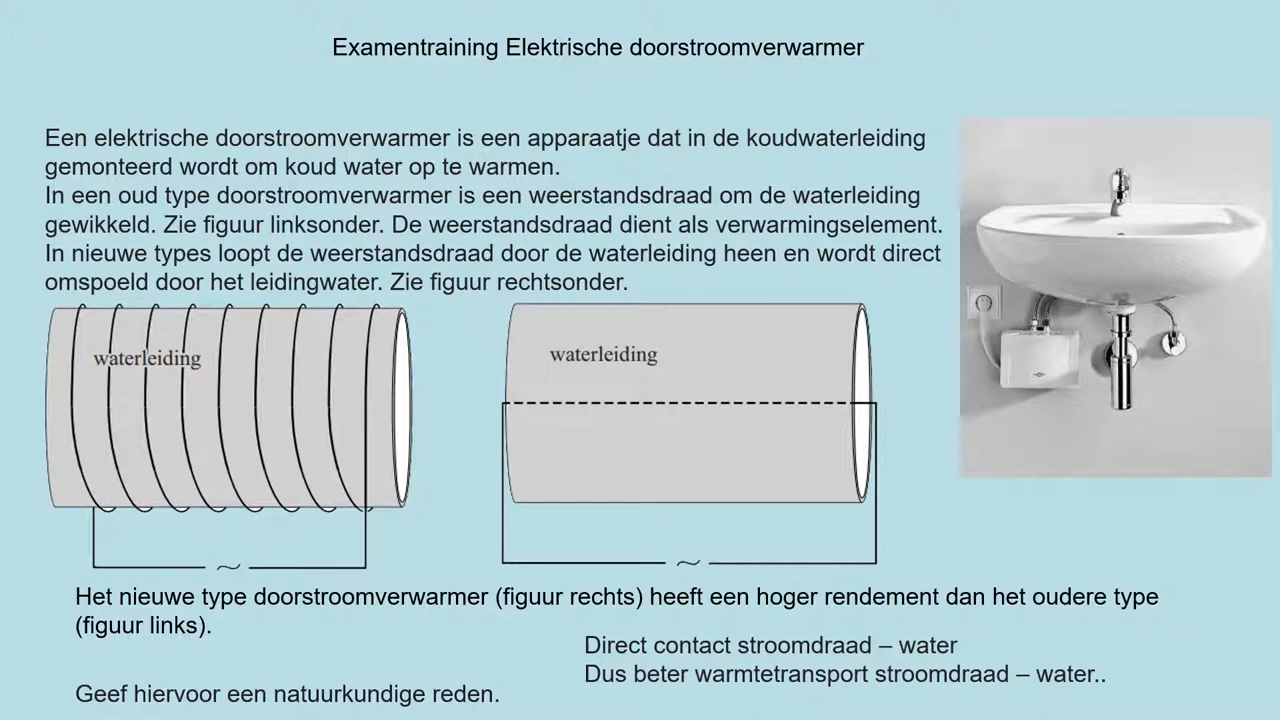 Examentraining Elektrische doorstroomverwarmer
Een elektrische doorstroomverwarmer is een apparaatje dat in de koudwaterleiding
gemonteerd wordt om koud water op te warmen.
In een oud type doorstroomverwarmer is een weerstandsdraad om de waterleiding
gewikkeld. Zie figuur linksonder. De weerstandsdraad dient als verwarmingselement.
In nieuwe types loopt de weerstandsdraad door de waterleiding heen en wordt direct
omspoeld door het leidingwater. Zie figuur rechtsonder.
waterleiding
waterleiding
~
~
Het nieuwe type doorstroomverwarmer (figuur rechts) heeft een hoger rendement dan het oudere type
(figuur links).
Direct contact stroomdraad – water
Dus beter warmtetransport stroomdraad – water..
Geef hiervoor een natuurkundige reden.